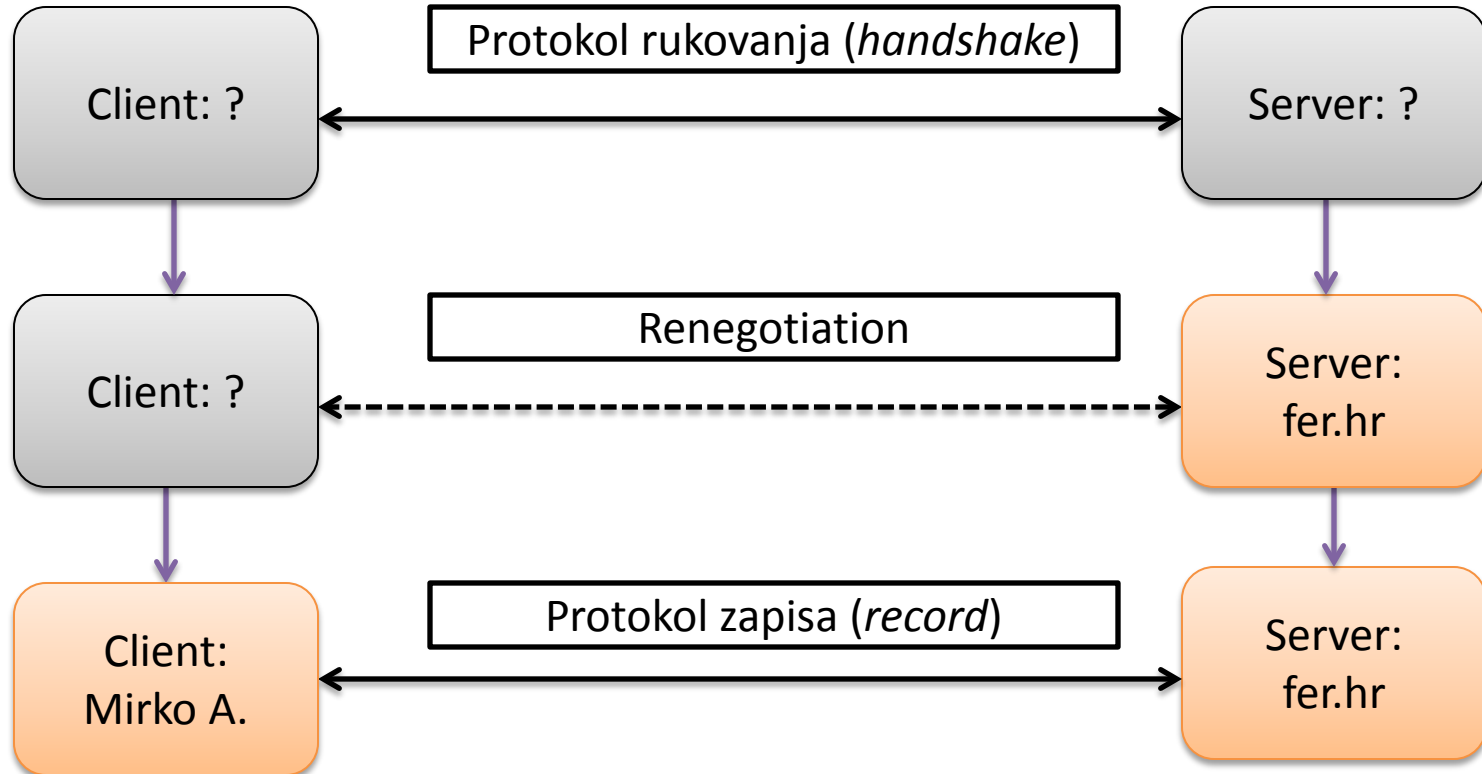 Protokol rukovanja (handshake)
Client: ?
Server: ?
Renegotiation
Client: ?
Server:
fer.hr
Protokol zapisa (record)
Client:
Mirko A.
Server:
fer.hr